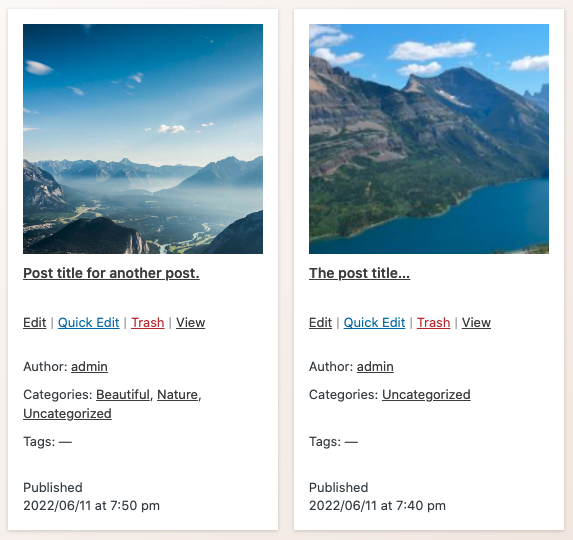 Post title for another post.
Edit | Quick Edit | Trash | View
Author: admin
Categories: Beautiful, Nature,
Uncategorized
Tags: —
Published
2022/06/11 at 7:50 pm
The post title...
Edit | Quick Edit | Trash | View
Author: admin
Categories: Uncategorized
Tags: —
Published
2022/06/11 at 7:40 pm